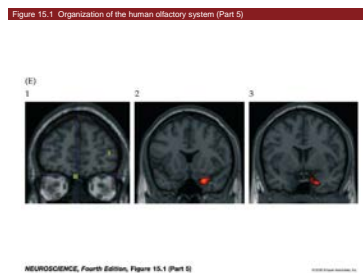 Figure 15.1 Organization of the human olfactory system (Part 5)
(E)
1 2 3
NEUROSCIENCE, Fourth Edition, Figure 15.1 (Part 5)